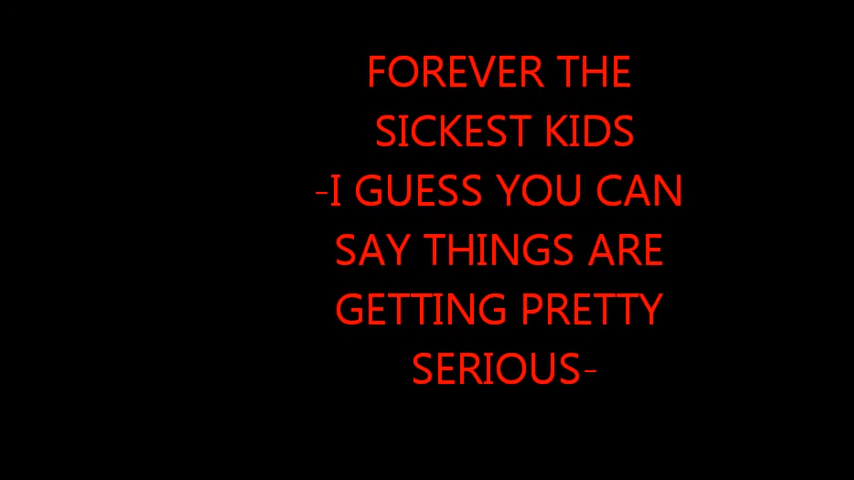 FOREVER THE
SICKEST KIDS
-I GUESS YOU CAN
SAY THINGS ARE
GETTING PRETTY
SERIOUS-